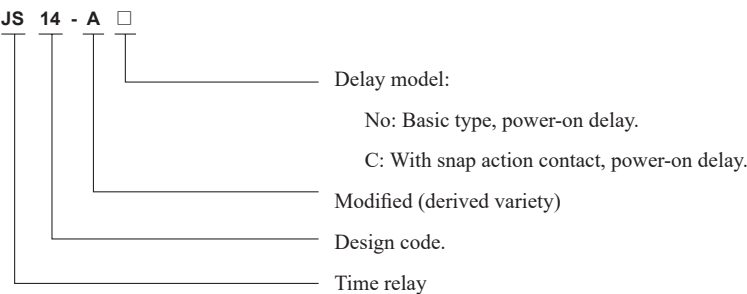 JS 14 - A □
Delay model:
No: Basic type, power-on delay.
C: With snap action contact, power-on delay.
Modified (derived variety)
Design code.
Time relay